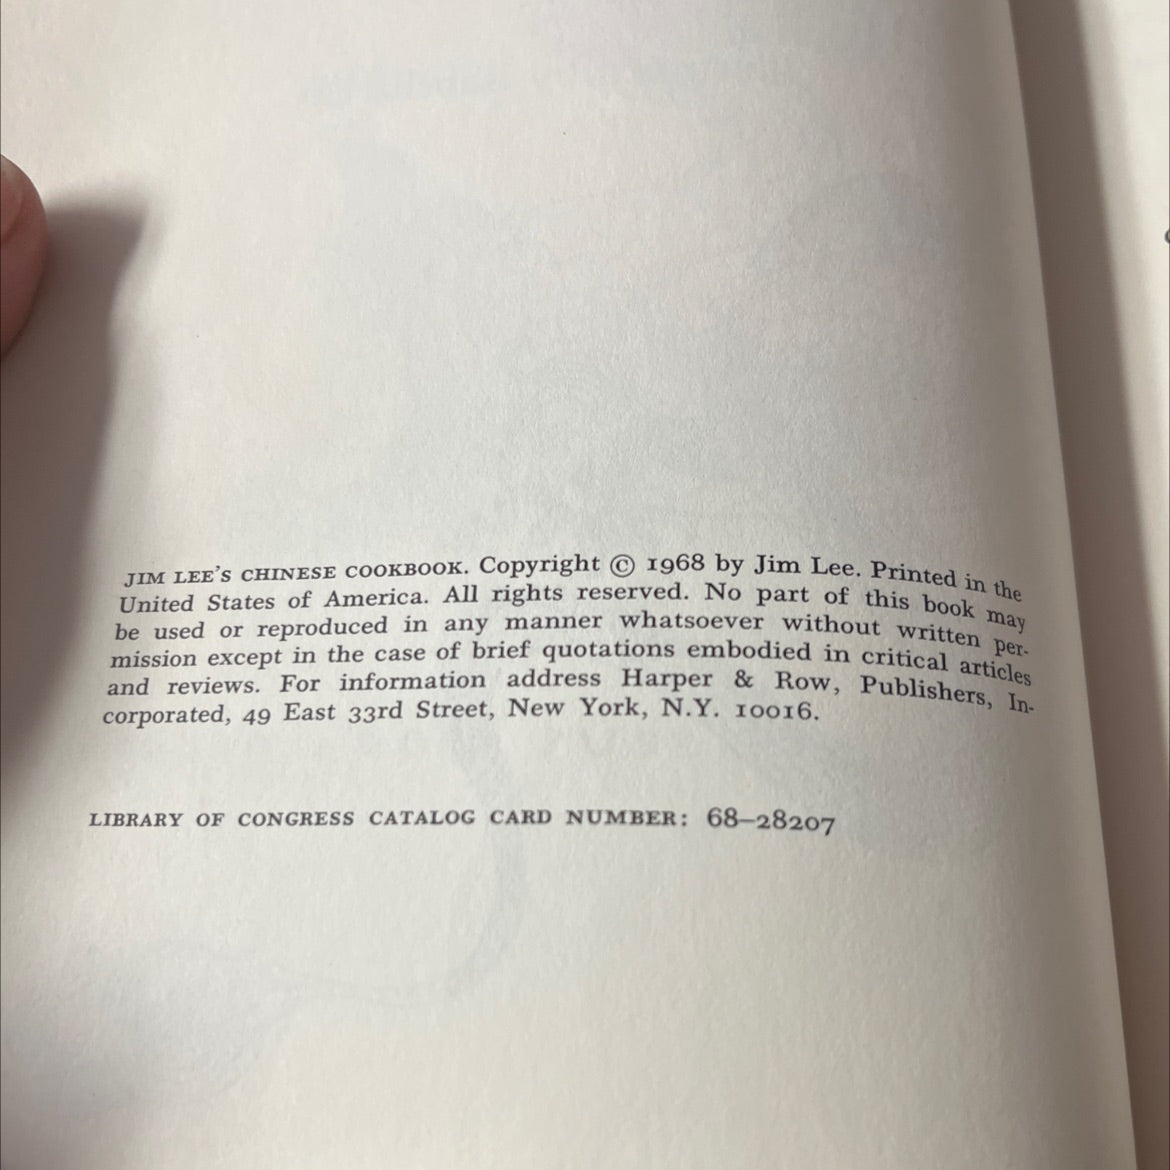 JIM LEE'S CHINESE COOKBOOK. Copyright © 1968 by Jim Lee. Printed in the
United States of America. All rights reserved. No part of this book may
be used or reproduced in any manner whatsoever without written per-
mission except in the case of brief quotations embodied in critical articles
and reviews. For information address Harper & Row, Publishers, In-
corporated, 49 East 33rd Street, New York, N.Y. 10016.
LIBRARY OF CONGRESS CATALOG CARD NUMBER: 68–28207